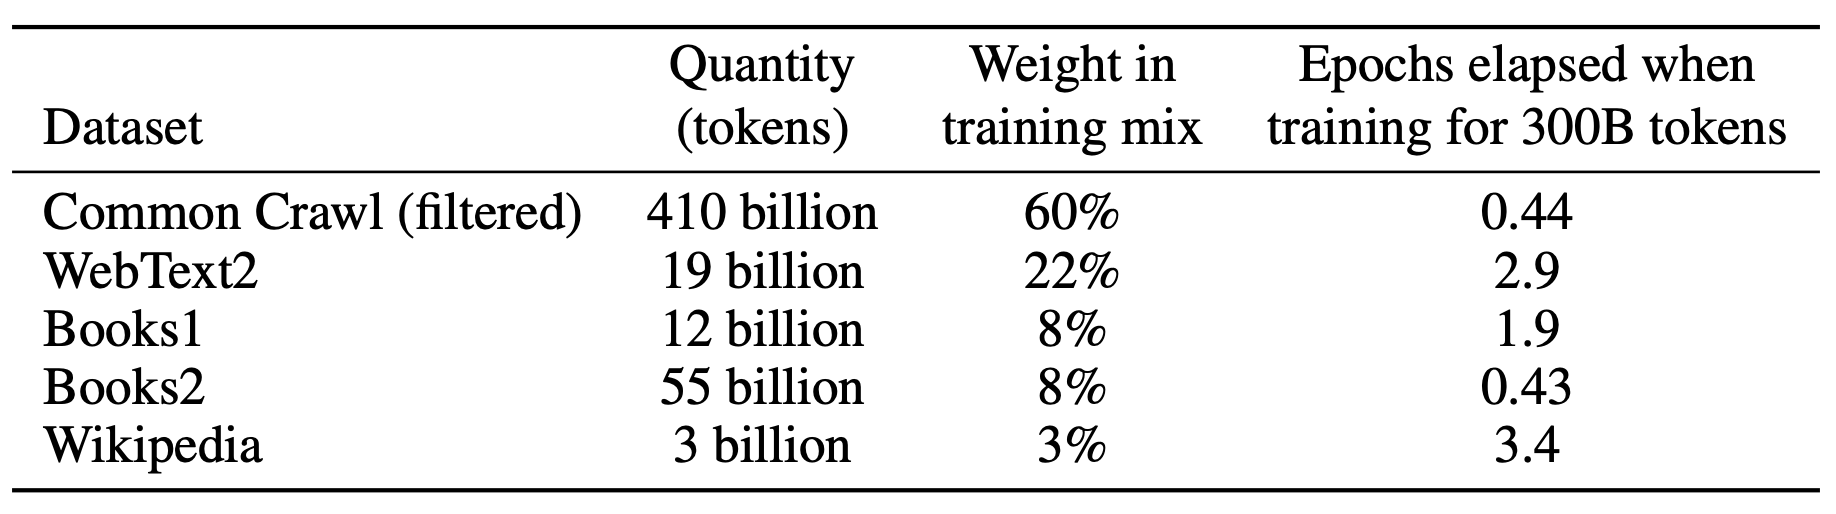 Dataset Quantity (tokens) Weight in training mix Epochs elapsed when training for 300B tokens
Common Crawl (filtered) 410 billion 60% 0.44
WebText2 19 billion 22% 2.9
Books1 12 billion 8% 1.9
Books2 55 billion 8% 0.43
Wikipedia 3 billion 3% 3.4